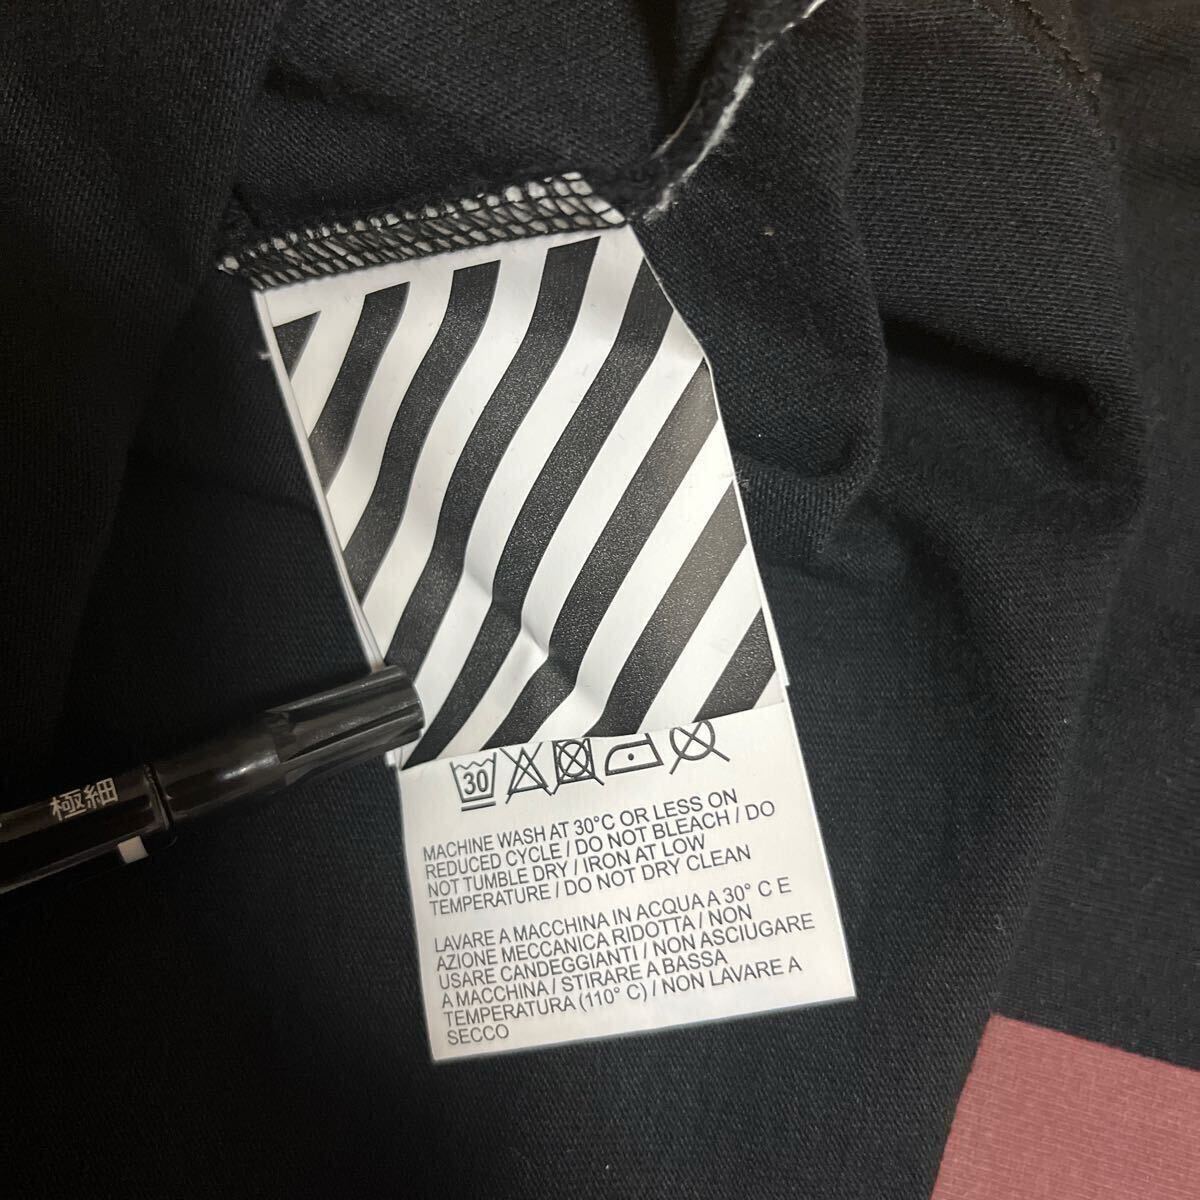 極細
30
MACHINE WASH AT 30°C OR LESS ON
REDUCED CYCLE / DO NOT BLEACH / DO
NOT TUMBLE DRY / IRON AT LOW
TEMPERATURE / DO NOT DRY CLEAN
LAVARE A MACCHINA IN ACQUA A 30° C E
AZIONE MECCANICA RIDOTTA / NON
USARE CANDEGGIANTI / NON ASCIUGARE
A MACCHINA / STIRARE A BASSA
TEMPERATURA (110° C) / NON LAVARE A
SECCO